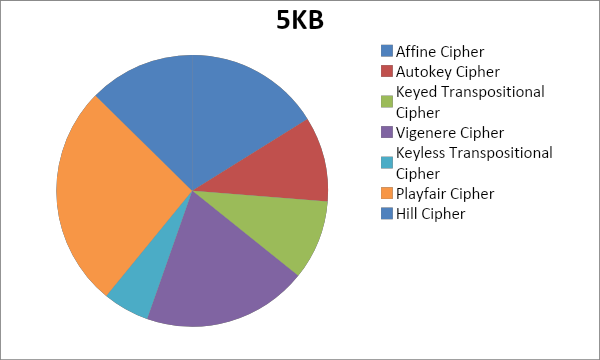 5KB
Affine Cipher
Autokey Cipher
Keyed Transpositional
Cipher
Vigenere Cipher
Keyless Transpositional
Cipher
Playfair Cipher
Hill Cipher